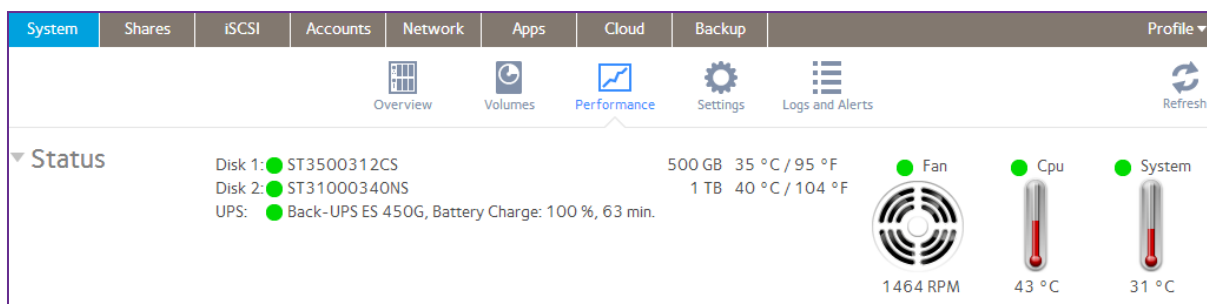 System Shares iSCSI Accounts Network Apps Cloud Backup Profile
Overview Volumes Performance Settings Logs and Alerts Refresh
Status
Disk 1: ST3500312CS 500 GB 35 °C / 95 °F
Disk 2: ST31000340NS 1 TB 40 °C / 104 °F
UPS: Back-UPS ES 450G, Battery Charge: 100 %, 63 min.
Fan Cpu System
1464 RPM 43 °C 31 °C